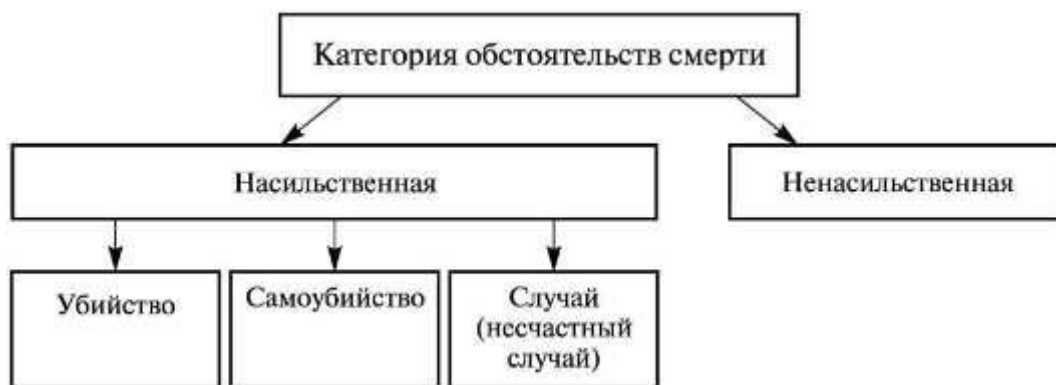 Категория обстоятельств смерти
Насильственная
Ненасильственная
Убийство
Самоубийство
Случай
(несчастный
случай)